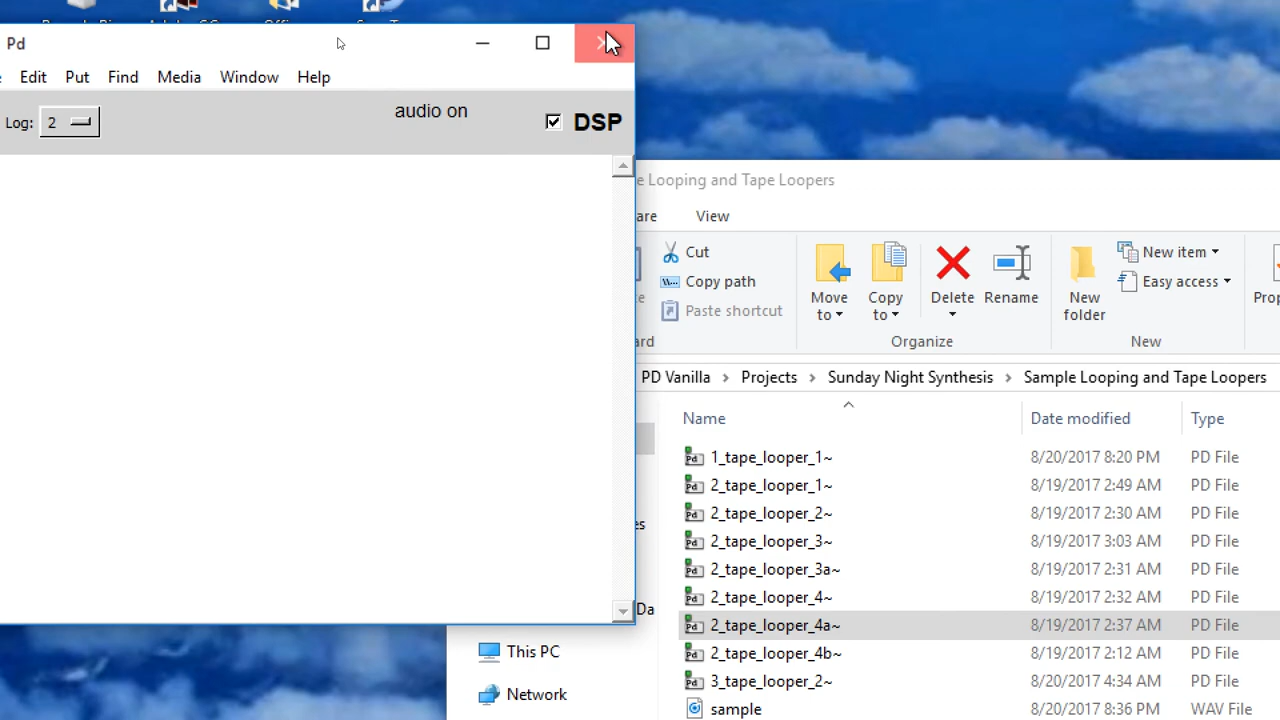 Pd
Edit Put Find Media Window Help
Log: 2
audio on
DSP
Looping and Tape Loopers
View
Cut
Copy path
Paste shortcut
Move to
Copy to
Delete
Rename
New folder
New item
Easy access
Organize
New
PD Vanilla > Projects > Sunday Night Synthesis > Sample Looping and Tape Loopers
Name Date modified Type
1_tape_looper_1~ 8/20/2017 8:20 PM PD File
2_tape_looper_1~ 8/19/2017 2:49 AM PD File
2_tape_looper_2~ 8/19/2017 2:30 AM PD File
2_tape_looper_3~ 8/19/2017 3:03 AM PD File
2_tape_looper_3a~ 8/19/2017 2:31 AM PD File
2_tape_looper_4~ 8/19/2017 2:32 AM PD File
2_tape_looper_4a~ 8/19/2017 2:37 AM PD File
2_tape_looper_4b~ 8/19/2017 2:12 AM PD File
3_tape_looper_2~ 8/20/2017 4:34 AM PD File
sample 8/20/2017 8:36 PM WAV File
This PC
Network